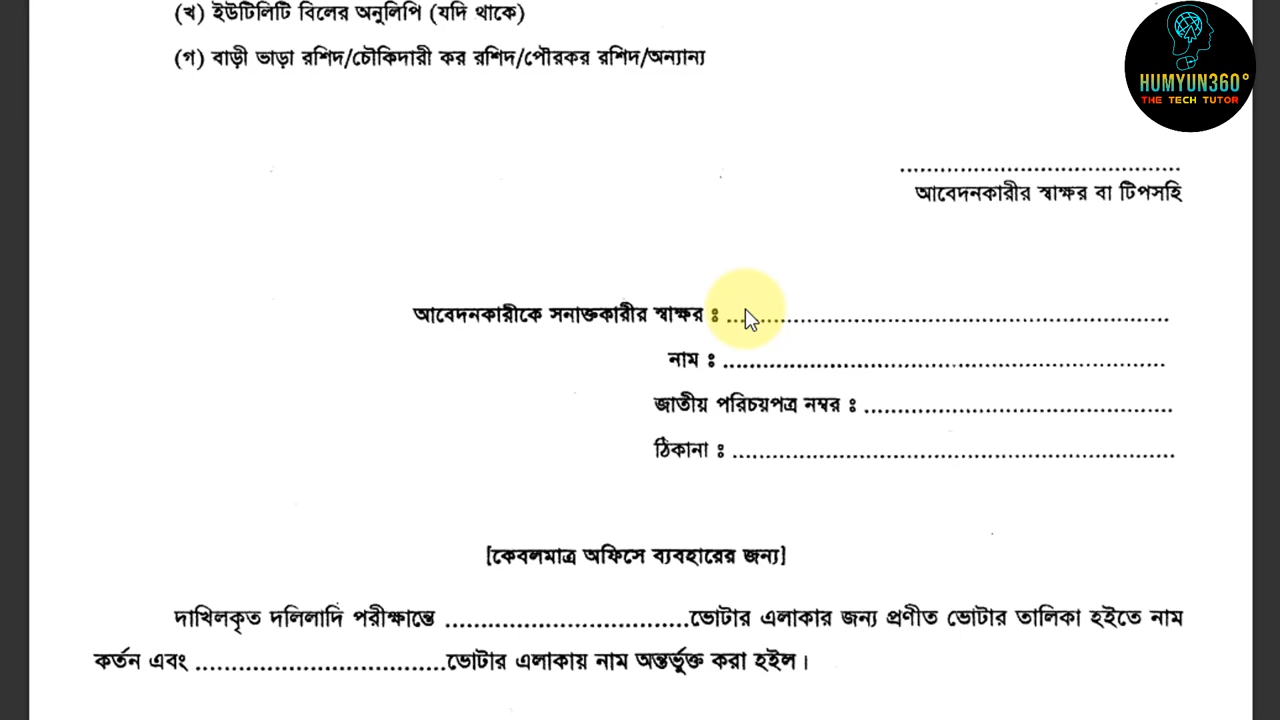 (খ) ইউটিলিটি বিলের অনুলিপি (যদি থাকে)
(গ) বাড়ী ভাড়া রশিদ/চৌকিদারী কর রশিদ/পৌরকর রশিদ/অন্যান্য
HUMYUN360°
THE TECH TUTOR
..........................................
আবেদনকারীর স্বাক্ষর বা টিপসহি
আবেদনকারীকে সনাক্তকারীর স্বাক্ষর ঃ ..................................................................
নাম ঃ ..................................................................
জাতীয় পরিচয়পত্র নম্বর ঃ ..............................................
ঠিকানা ঃ ..................................................................
[কেবলমাত্র অফিসে ব্যবহারের জন্য]
দাখিলকৃত দলিলাদি পরীক্ষান্তে ................................ভোটার এলাকার জন্য প্রণীত ভোটার তালিকা হইতে নাম
কর্তন এবং ................................ভোটার এলাকায় নাম অন্তর্ভুক্ত করা হইল।